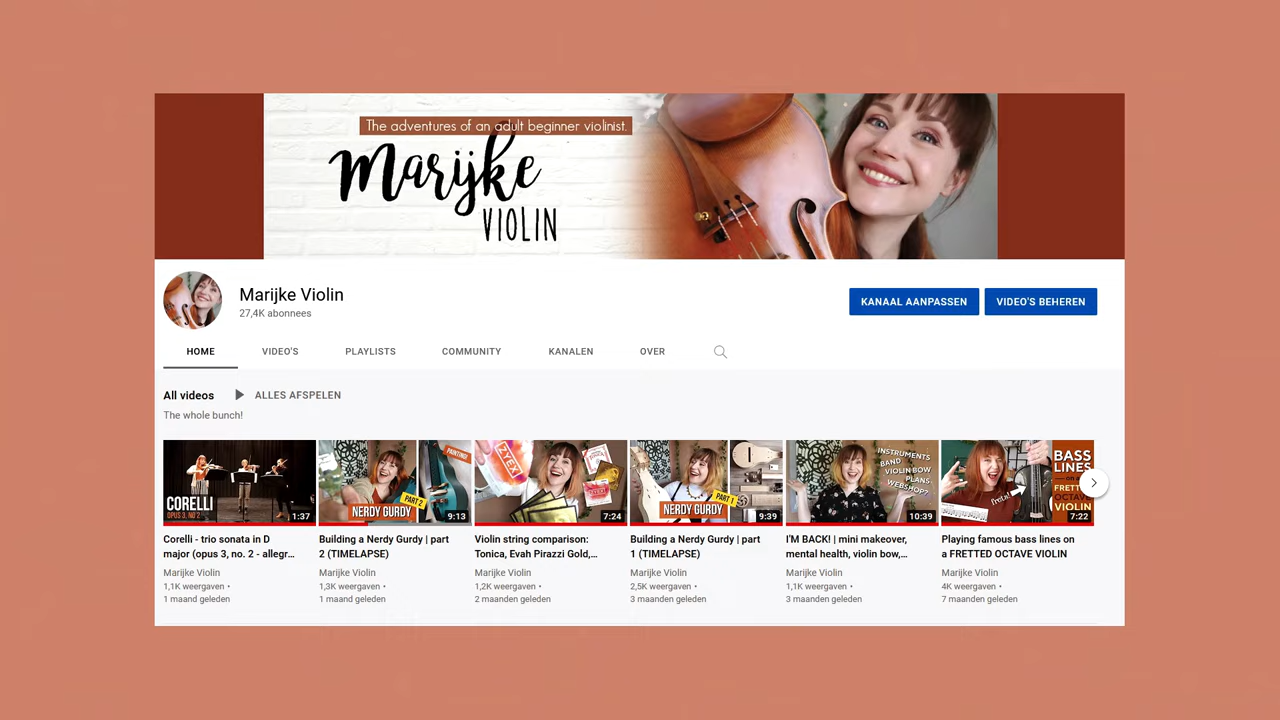 The adventures of an adult beginner violinist.
Marijke
VIOLIN
Marijke Violin
27,4K abonnees
KANAAL AANPASSEN
VIDEO'S BEHEREN
HOME
VIDEO'S
PLAYLISTS
COMMUNITY
KANALEN
OVER
All videos
ALLES AFSPELEN
The whole bunch!
CORELLI
OPUS 3, NO 2
1:37
PAINTING!
PART 2
NERDY GURDY
9:13
ZYEX
7:24
PART 1
NERDY GURDY
9:39
INSTRUMENTS
BAND
VIOLIN BOW
PLANS
WEBSHOP?
10:39
BASS
LINES
on a
FRETTED
OCTAVE
VIOLIN
frets!
7:22
Corelli - trio sonata in D
major (opus 3, no. 2 - allegr...
Marijke Violin
1,1K weergaven •
1 maand geleden
Building a Nerdy Gurdy | part
2 (TIMELAPSE)
Marijke Violin
1,3K weergaven •
1 maand geleden
Violin string comparison:
Tonica, Evah Pirazzi Gold,...
Marijke Violin
1,2K weergaven •
2 maanden geleden
Building a Nerdy Gurdy | part
1 (TIMELAPSE)
Marijke Violin
2,5K weergaven •
3 maanden geleden
I'M BACK! | mini makeover,
mental health, violin bow,...
Marijke Violin
1,1K weergaven •
3 maanden geleden
Playing famous bass lines on
a FRETTED OCTAVE VIOLIN
Marijke Violin
4K weergaven •
7 maanden geleden